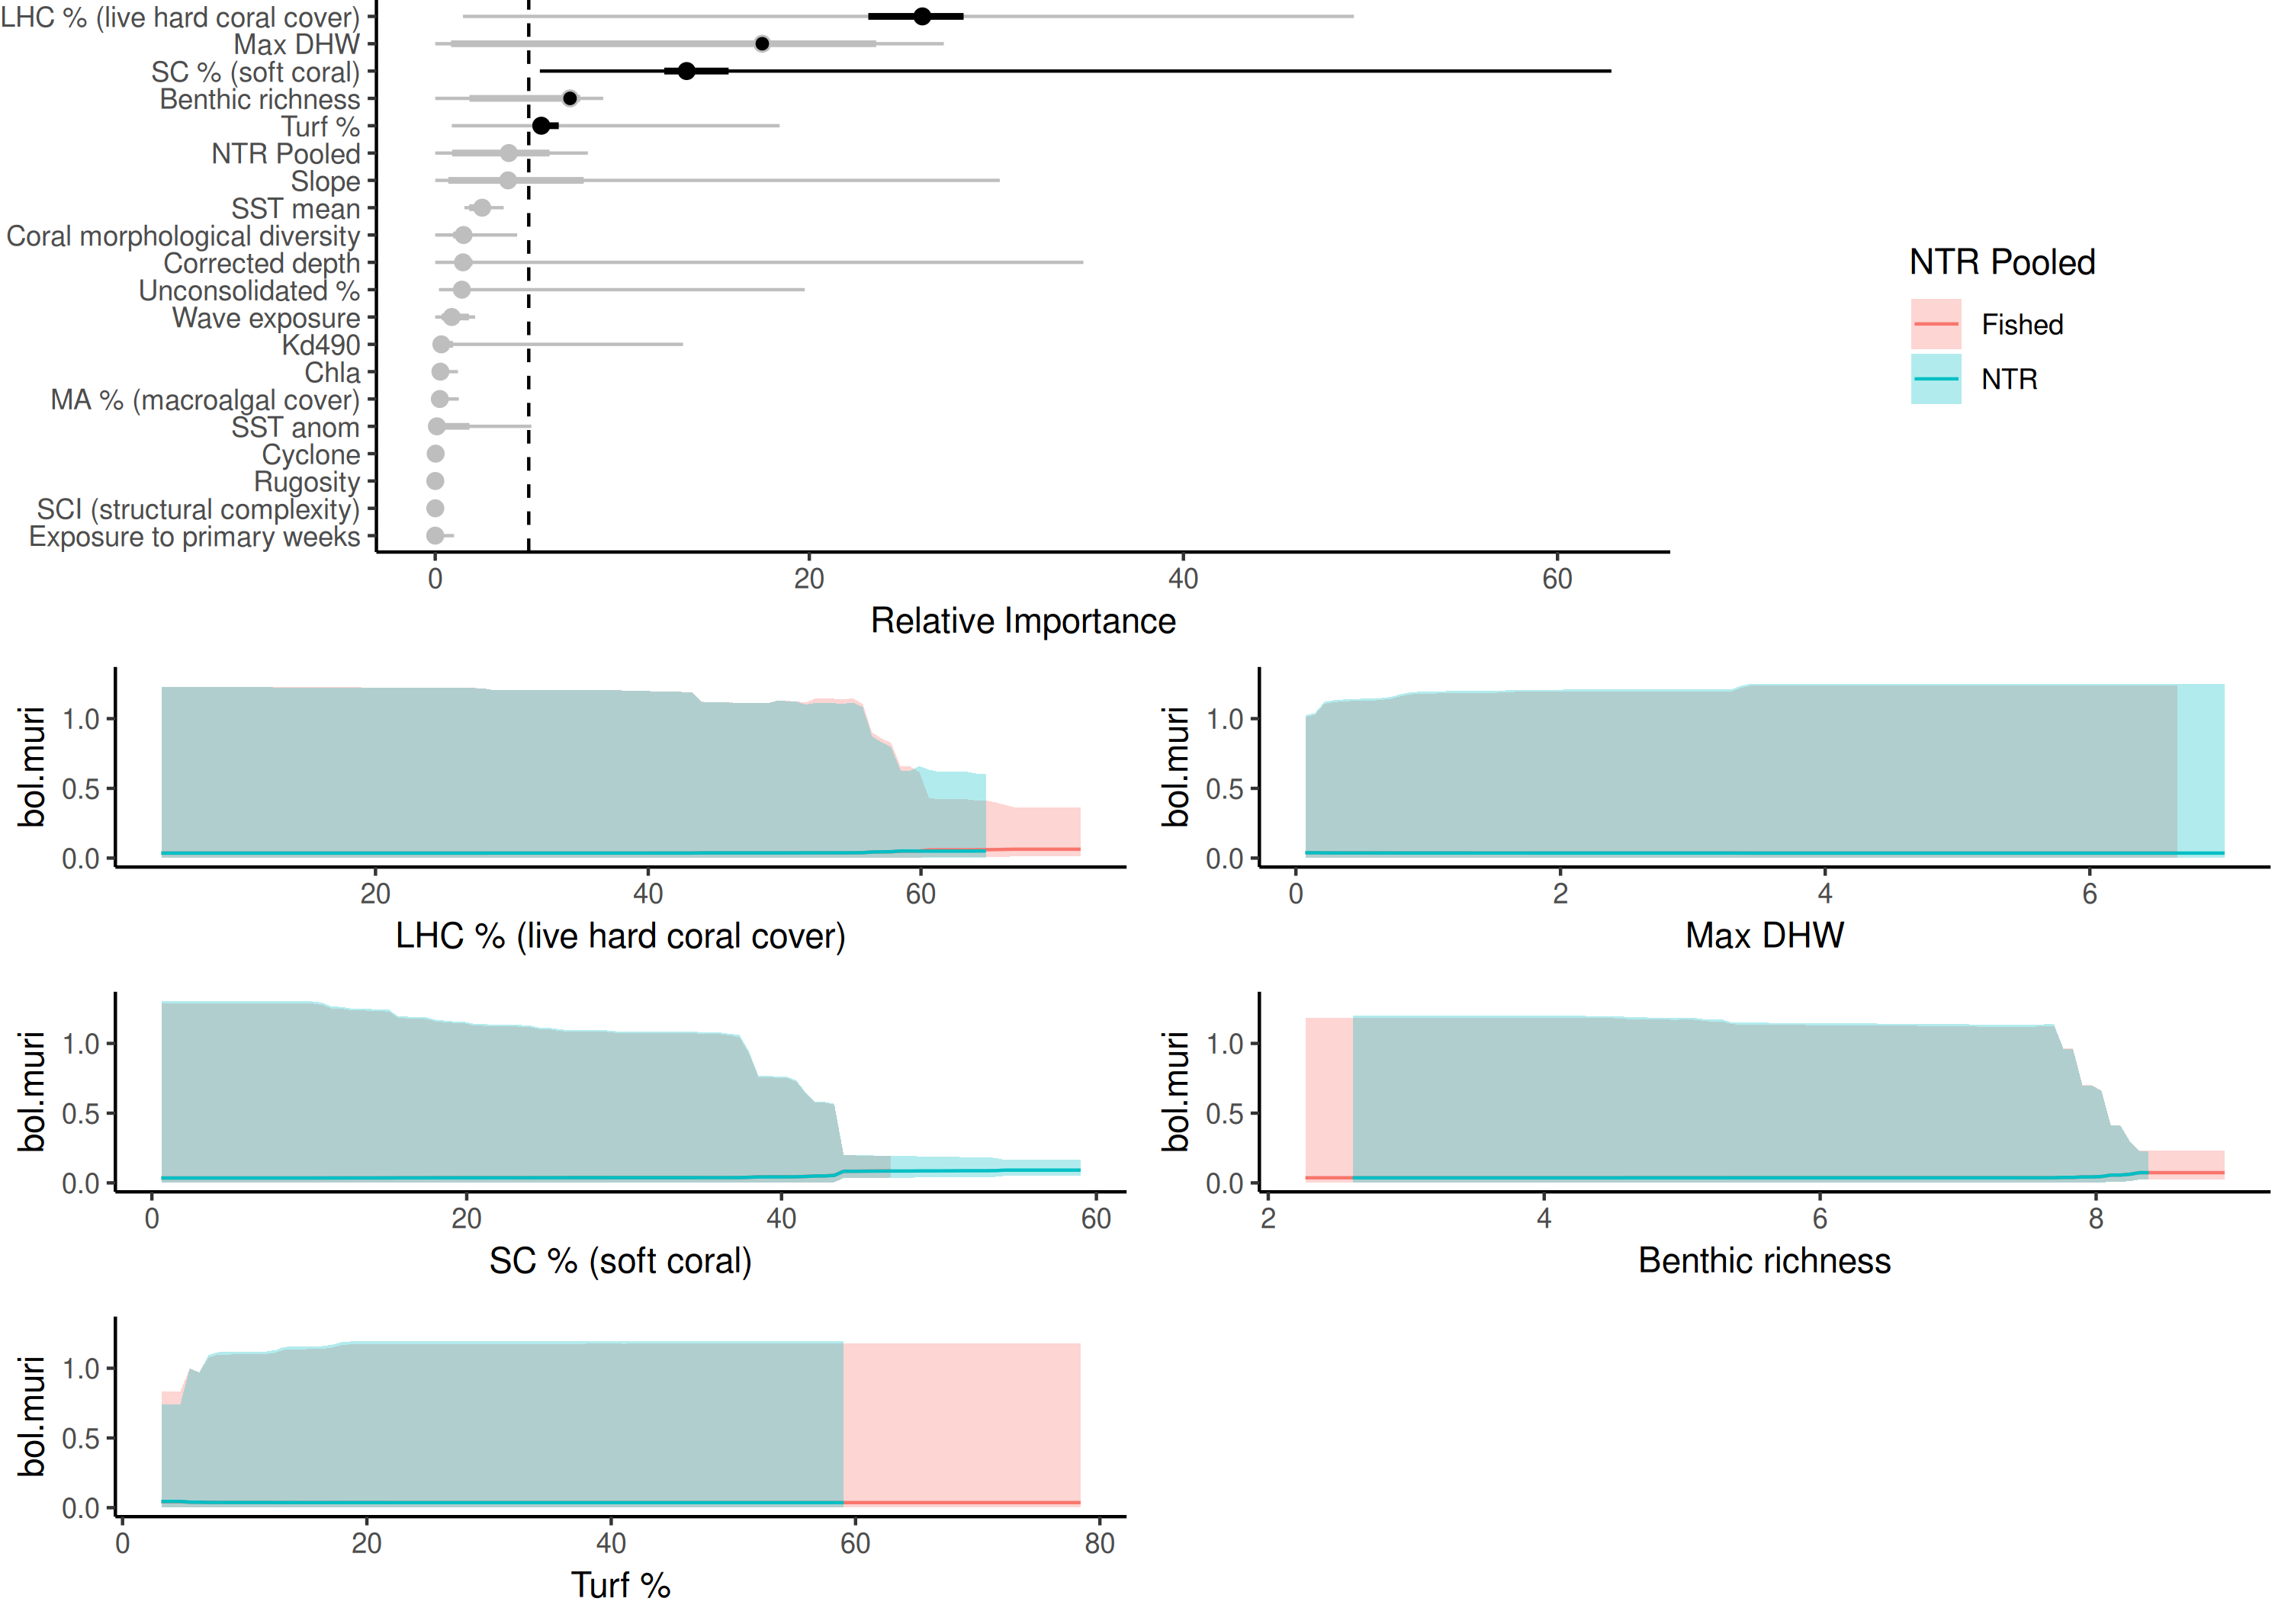 LHC % (live hard coral cover)
Max DHW
SC % (soft coral)
Benthic richness
Turf %
NTR Pooled
Slope
SST mean
Coral morphological diversity
Corrected depth
Unconsolidated %
Wave exposure
Kd490
Chla
MA % (macroalgal cover)
SST anom
Cyclone
Rugosity
SCI (structural complexity)
Exposure to primary weeks
0 20 40 60
Relative Importance
NTR Pooled
Fished
NTR
bol.muri
1.0
0.5
0.0
20 40 60
LHC % (live hard coral cover)
bol.muri
1.0
0.5
0.0
0 2 4 6
Max DHW
bol.muri
1.0
0.5
0.0
0 20 40 60
SC % (soft coral)
bol.muri
1.0
0.5
0.0
2 4 6 8
Benthic richness
bol.muri
1.0
0.5
0.0
0 20 40 60 80
Turf %